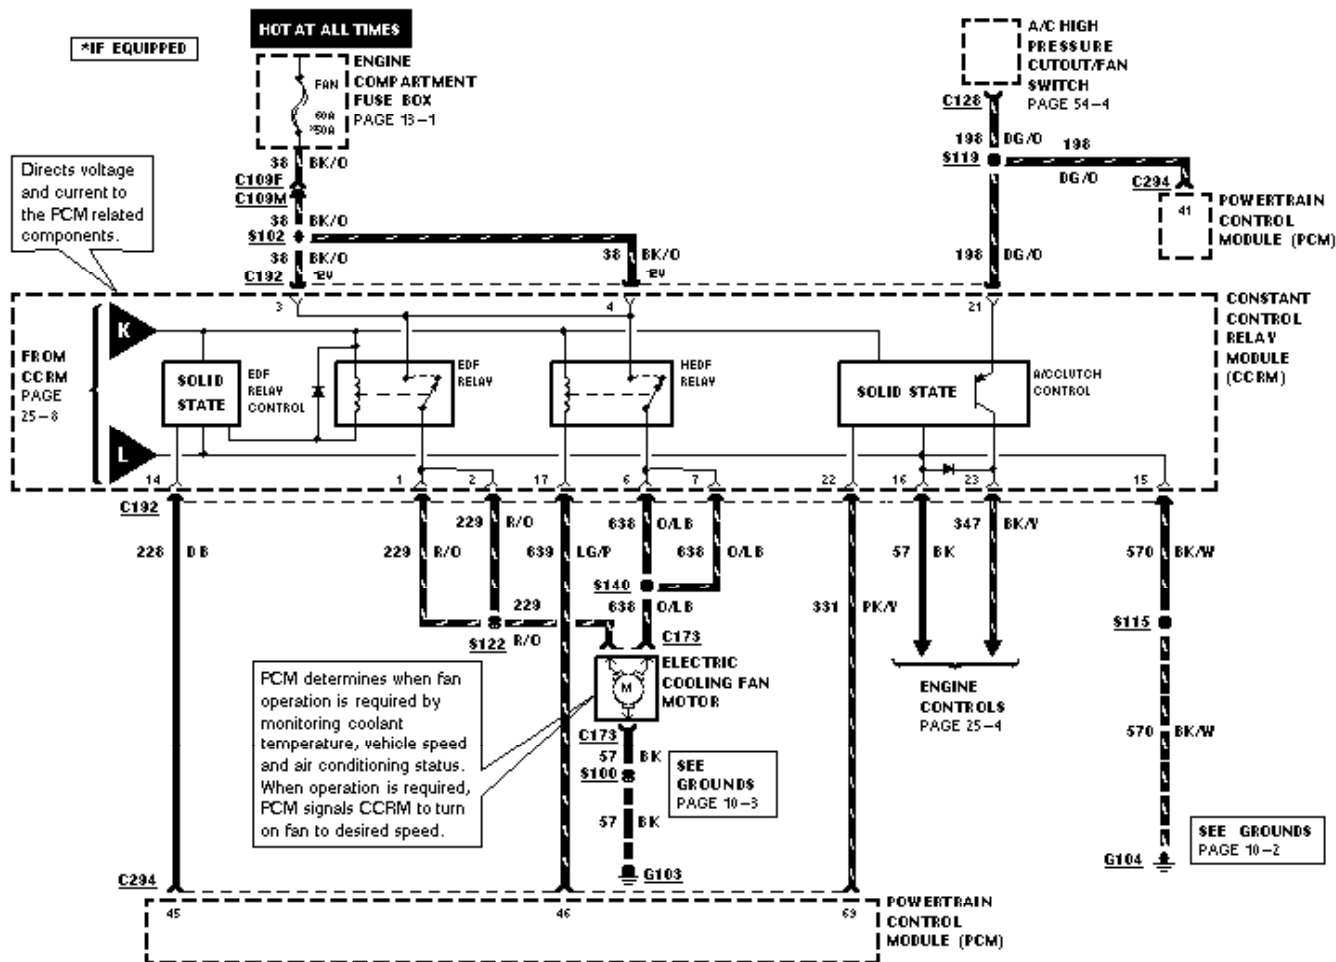 *IF EQUIPPED
HOT AT ALL TIMES
FAN
60A
*50A
ENGINE
COMPARTMENT
FUSE BOX
PAGE 13-1
A/C HIGH
PRESSURE
CUTOUT/FAN
SWITCH
PAGE 54-4
C128
198 DG/O
S119
198
DG/O
C294
41
POWERTRAIN
CONTROL
MODULE (PCM)
Directs voltage
and current to
the PCM related
components.
38 BK/O
C109F
C109M
38 BK/O
S102
38 BK/O
C192
12V
38 BK/O
12V
198 DG/O
3
4
21
CONSTANT
CONTROL
RELAY
MODULE
(CCRM)
FROM
CCRM
PAGE
25-8
K
L
SOLID
STATE
EDF
RELAY
CONTROL
EDF
RELAY
HEDF
RELAY
SOLID STATE
A/CCLUTCH
CONTROL
14
1
2
17
6
7
22
16
23
15
C192
228 DB
229 R/O
229 R/O
639 LG/P
638 O/LB
638 O/LB
331 PK/Y
57 BK
347 BK/Y
570 BK/W
S140
638 O/LB
229
R/O
S122
C173
S115
ELECTRIC
COOLING FAN
MOTOR
M
ENGINE
CONTROLS
PAGE 25-4
PCM determines when fan
operation is required by
monitoring coolant
temperature, vehicle speed
and air conditioning status.
When operation is required,
PCM signals CCRM to turn
on fan to desired speed.
C173
57 BK
S100
57 BK
G103
SEE
GROUNDS
PAGE 10-3
570 BK/W
G104
SEE GROUNDS
PAGE 10-2
C294
45
46
69
POWERTRAIN
CONTROL
MODULE (PCM)